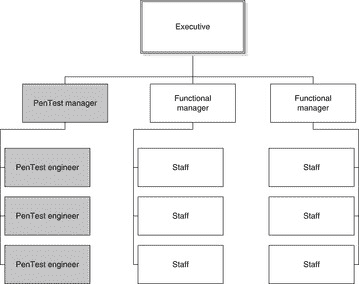 Executive
PenTest manager
Functional
manager
Functional
manager
PenTest engineer
Staff
Staff
PenTest engineer
Staff
Staff
PenTest engineer
Staff
Staff